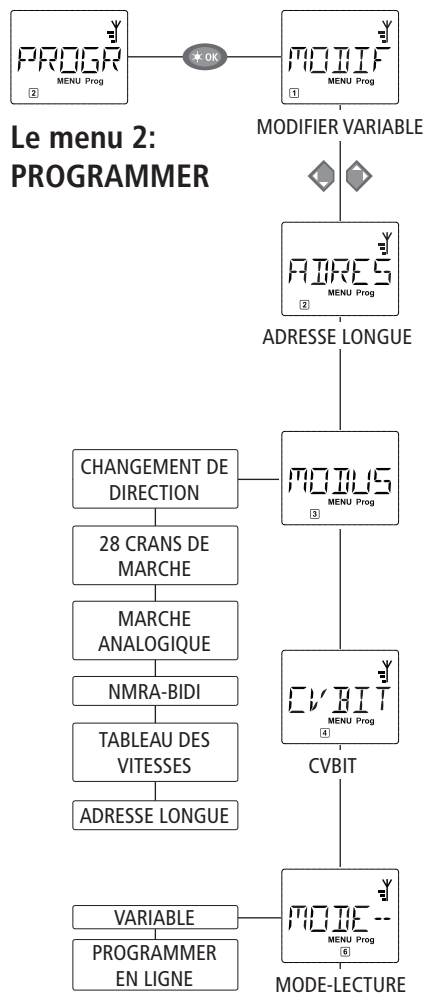 PROGR
MENU Prog
2
* OK
MODIF
MENU Prog
1
Le menu 2:
PROGRAMMER
MODIFIER VARIABLE
ADRES
MENU Prog
2
ADRESSE LONGUE
MODUS
MENU Prog
3
CHANGEMENT DE
DIRECTION
28 CRANS DE
MARCHE
MARCHE
ANALOGIQUE
NMRA-BIDI
TABLEAU DES
VITESSES
ADRESSE LONGUE
CVBIT
MENU Prog
4
CVBIT
MODE--
MENU Prog
6
VARIABLE
PROGRAMMER
EN LIGNE
MODE-LECTURE